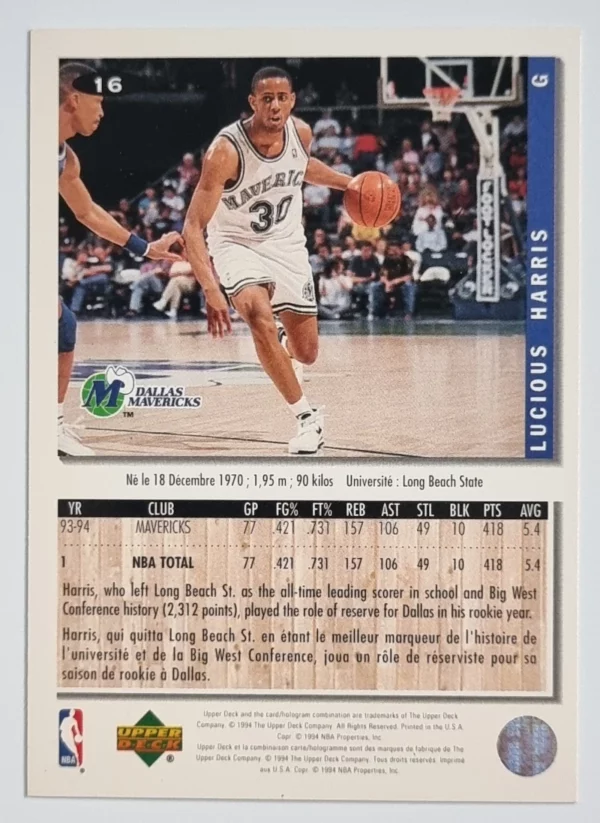 16
G
LUCIOUS HARRIS
MAVERICK
30
M
DALLAS
MAVERICKS
TM
Né le 18 Décembre 1970 ; 1,95 m ; 90 kilos Université : Long Beach State
YR CLUB GP FG% FT% REB AST STL BLK PTS AVG
93-94 MAVERICKS 77 .421 .731 157 106 49 10 418 5.4
1 NBA TOTAL 77 .421 .731 157 106 49 10 418 5.4
Harris, who left Long Beach St. as the all-time leading scorer in school and Big West
Conference history (2,312 points), played the role of reserve for Dallas in his rookie year.
Harris, qui quitta Long Beach St. en étant le meilleur marqueur de l'histoire de
l'université et de la Big West Conference, joua un rôle de réserviste pour sa
saison de rookie à Dallas.
Upper Deck and the card/hologram combination are trademarks of The Upper Deck
Company. © 1994 The Upper Deck Company. All Rights Reserved. Printed in the U.S.A.
Copr. © 1994 NBA Properties, Inc.
Upper Deck et la combinaison carte/hologramme sont des marques de fabrique de The
Upper Deck Company. © 1994 The Upper Deck Company. Tous droits reservés. Imprimé
aux U.S.A. Copr. © 1994 NBA Properties, Inc.
NBA ®
UPPER
DECK ®